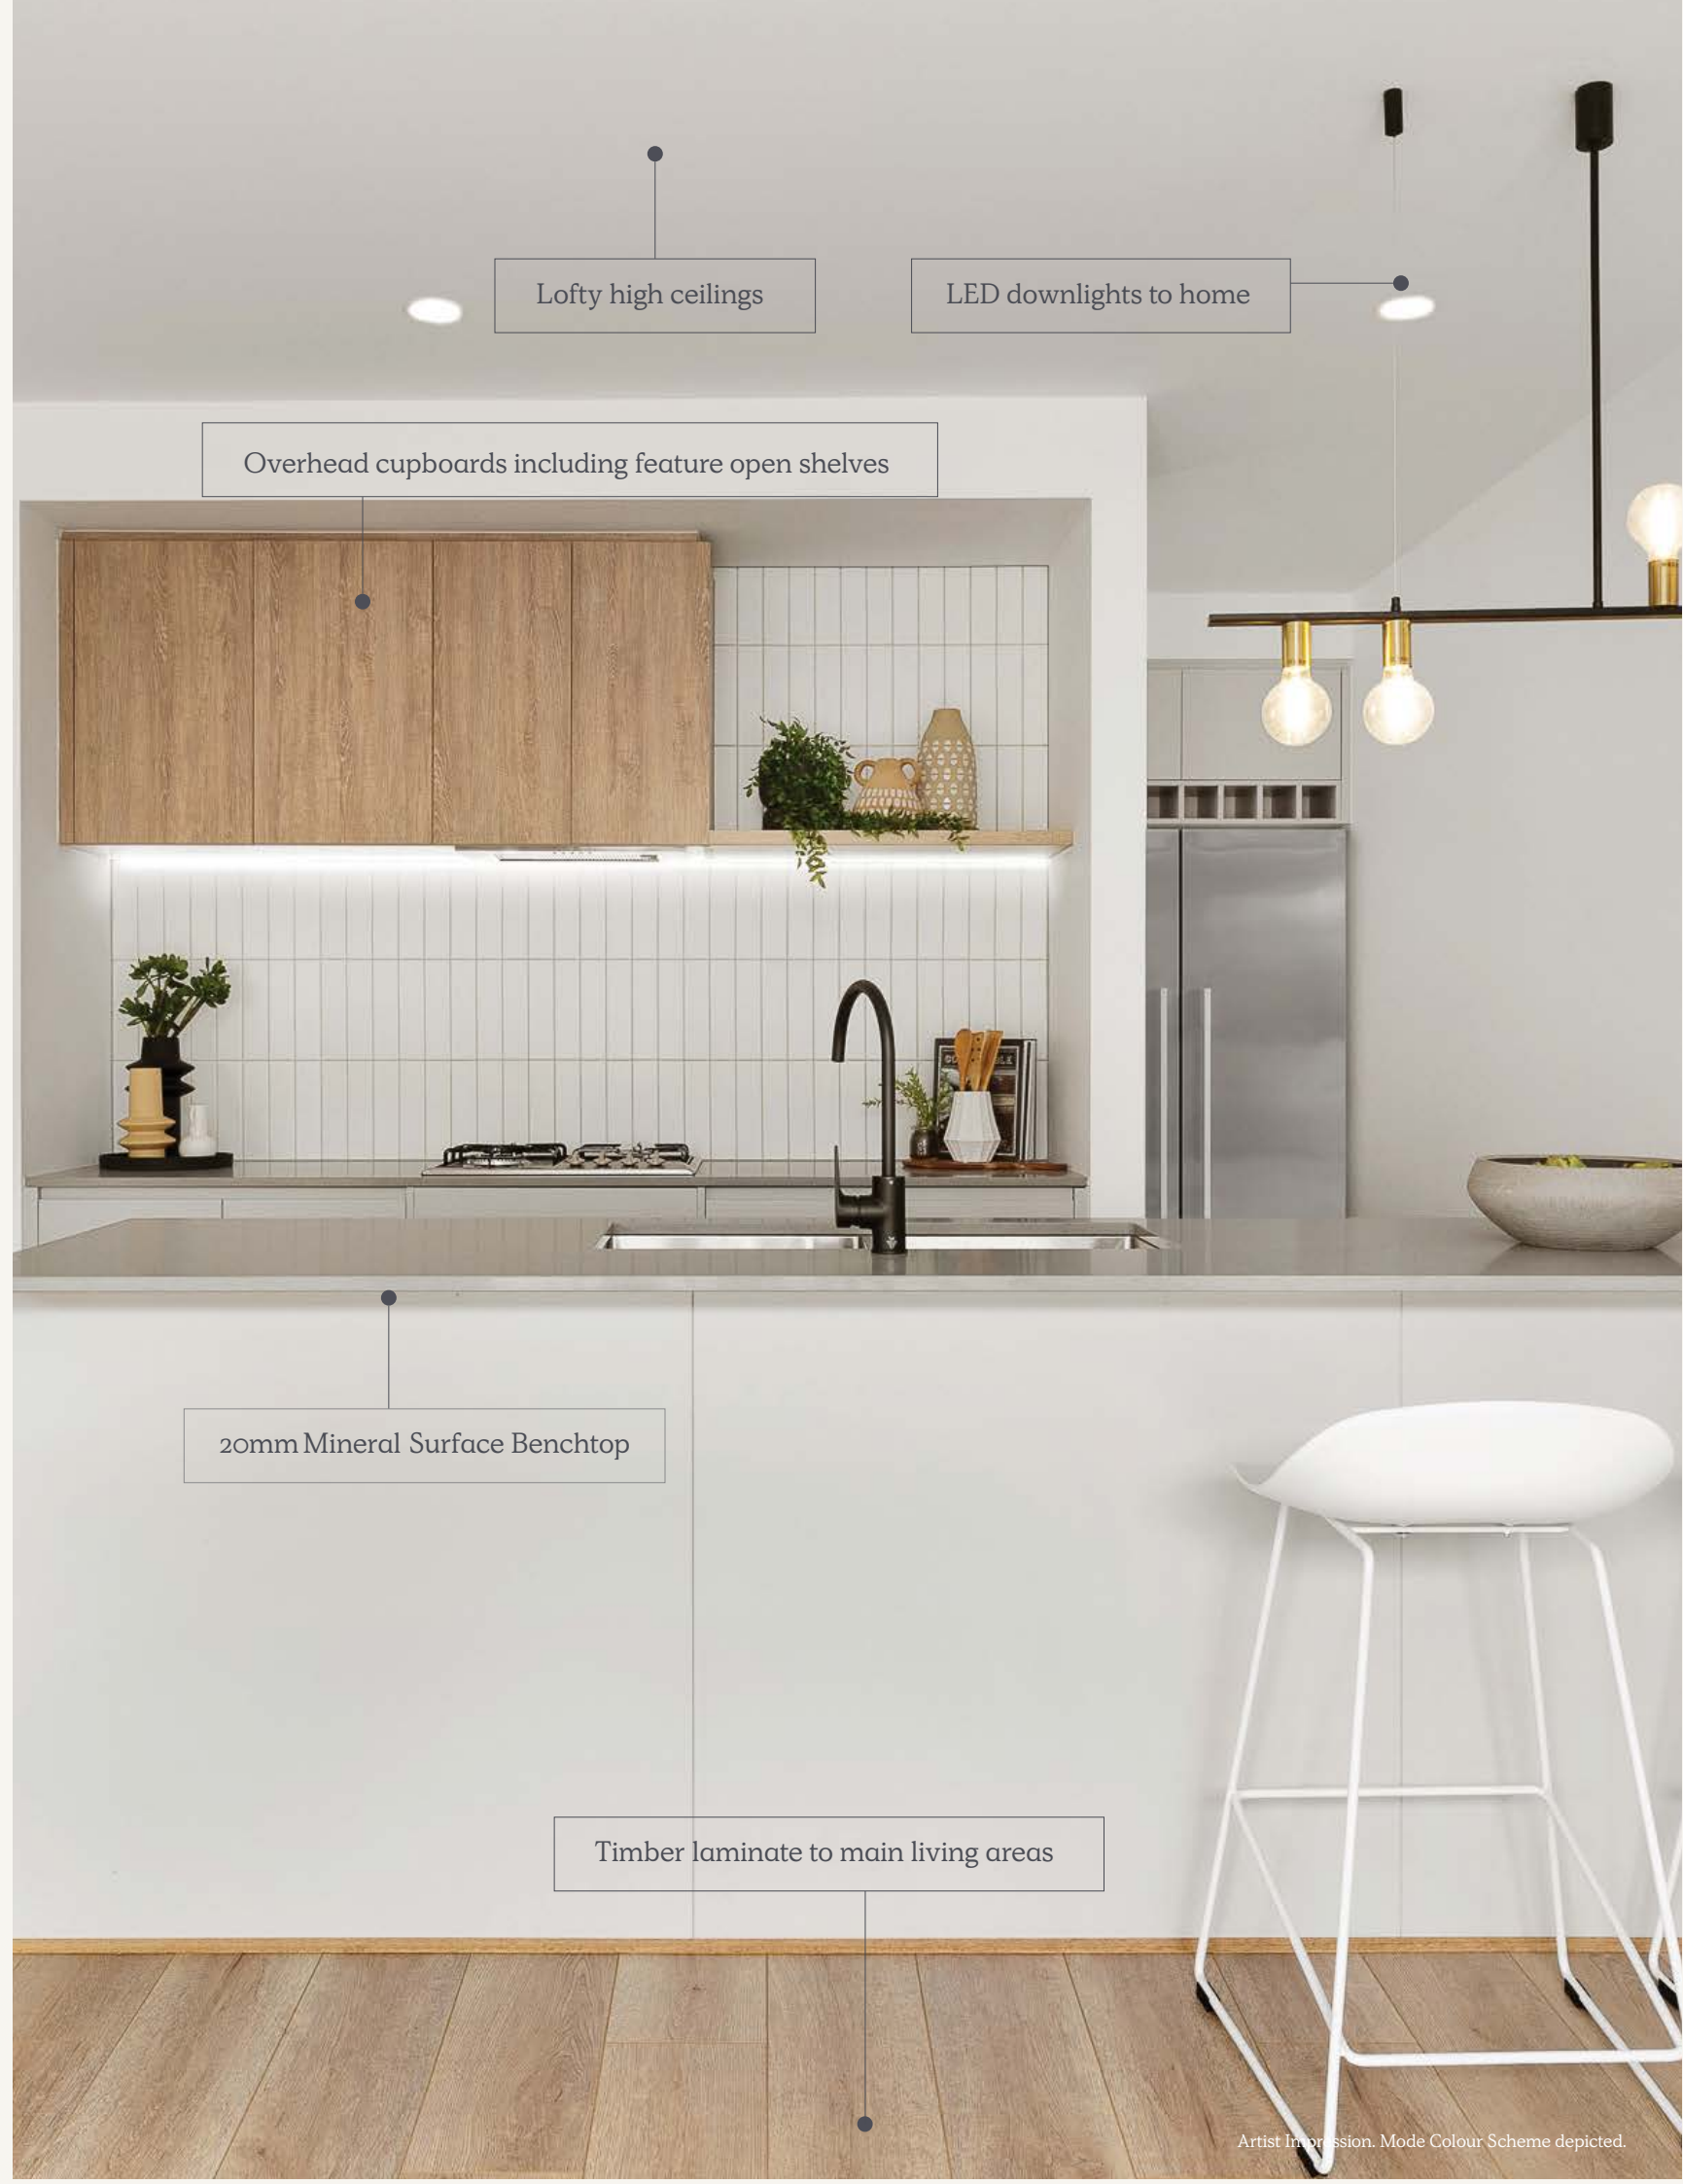 Lofty high ceilings
LED downlights to home
Overhead cupboards including feature open shelves
20mm Mineral Surface Benchtop
Timber laminate to main living areas
Artist Impression. Mode Colour Scheme depicted.